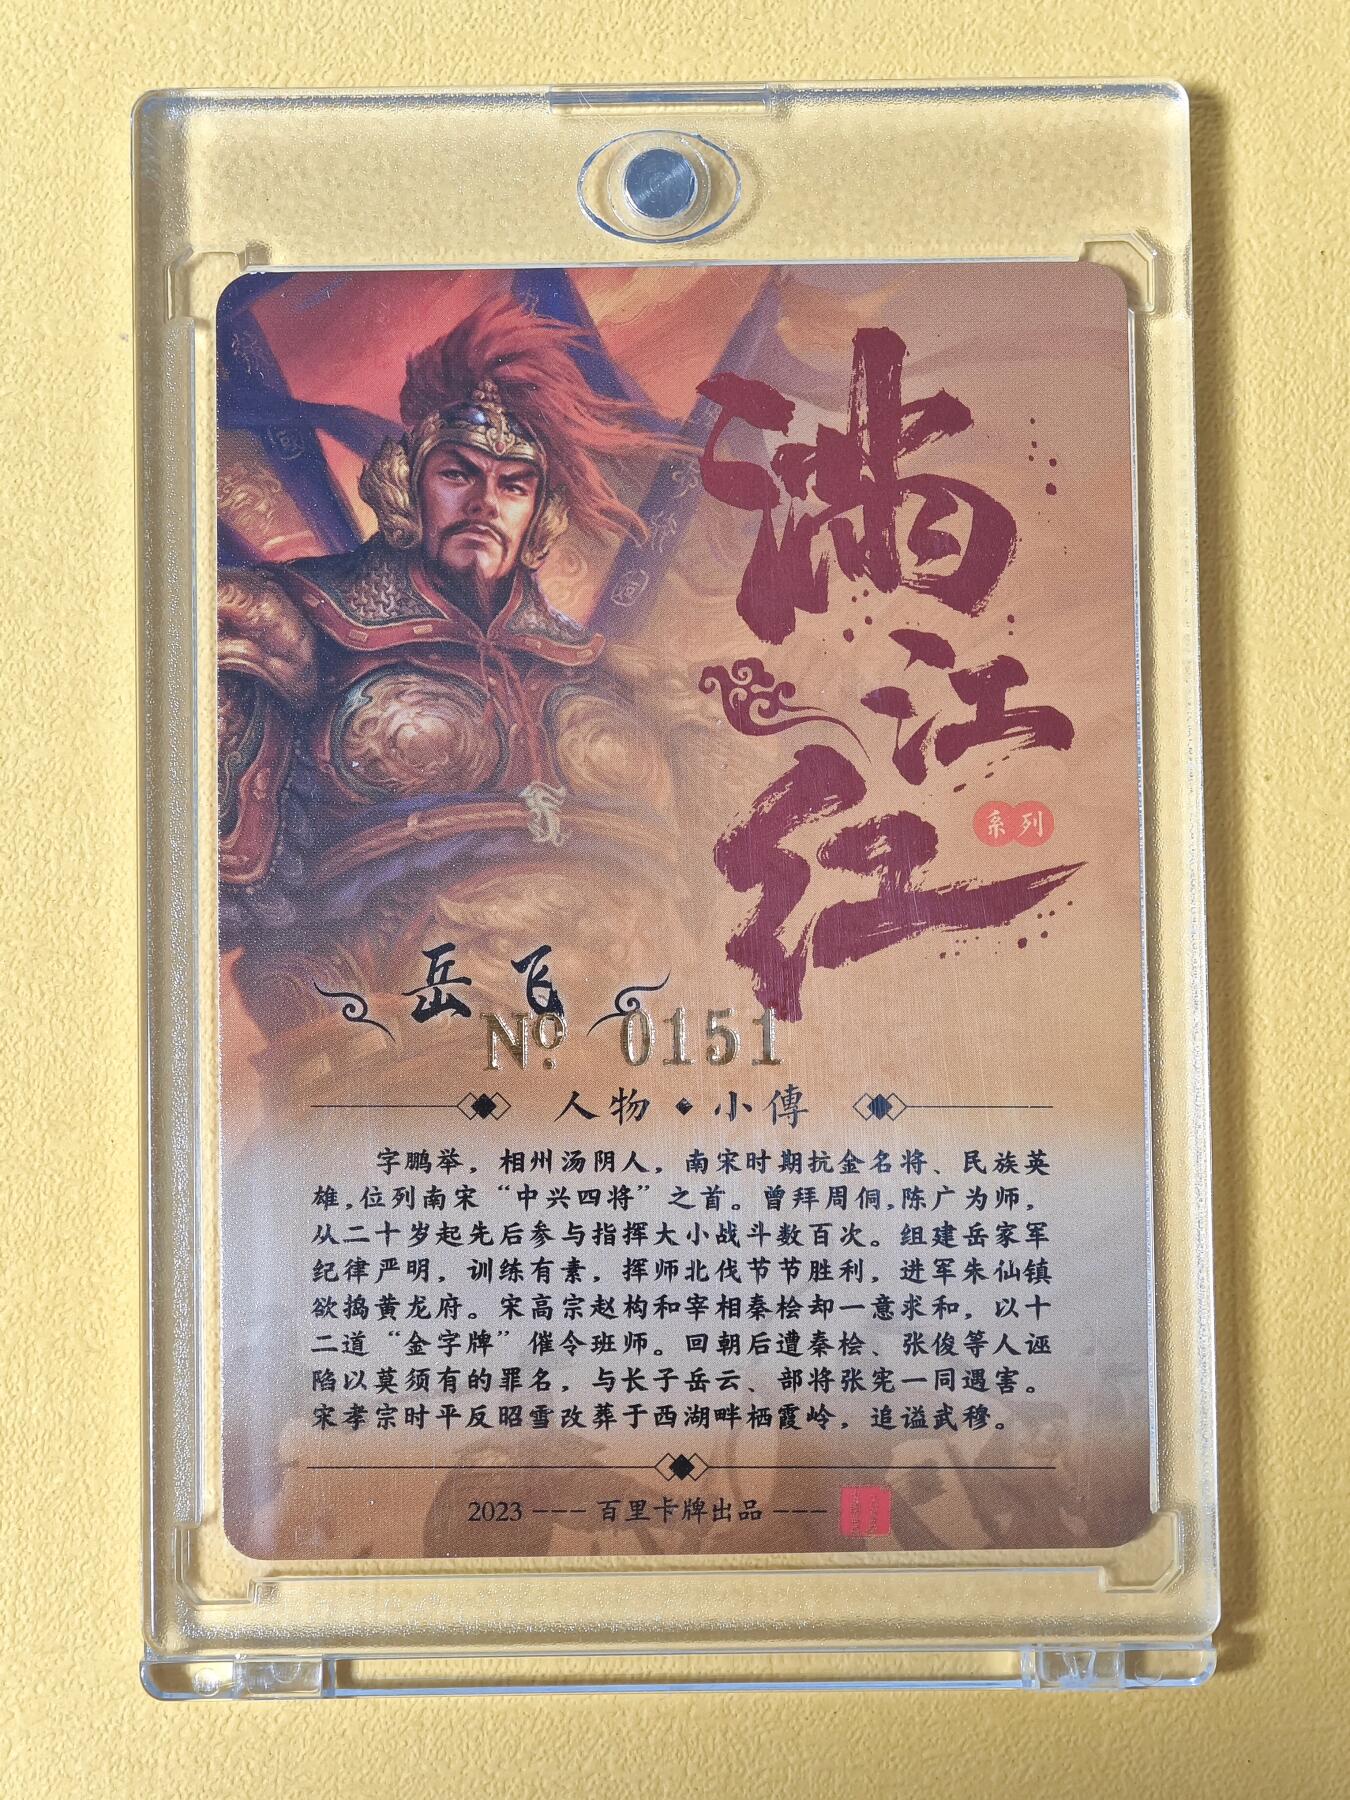 满江红
系列
岳飞
No. 0151
人物·小傳
字鹏举，相州汤阴人，南宋时期抗金名将、民族英
雄,位列南宋“中兴四将”之首。曾拜周侗,陈广为师，
从二十岁起先后参与指挥大小战斗数百次。组建岳家军
纪律严明，训练有素，挥师北伐节节胜利，进军朱仙镇
欲捣黄龙府。宋高宗赵构和宰相秦桧却一意求和，以十
二道“金字牌”催令班师。回朝后遭秦桧、张俊等人诬
陷以莫须有的罪名，与长子岳云、部将张宪一同遇害。
宋孝宗时平反昭雪改葬于西湖畔栖霞岭，追谥武穆。
2023 --- 百里卡牌出品 ---